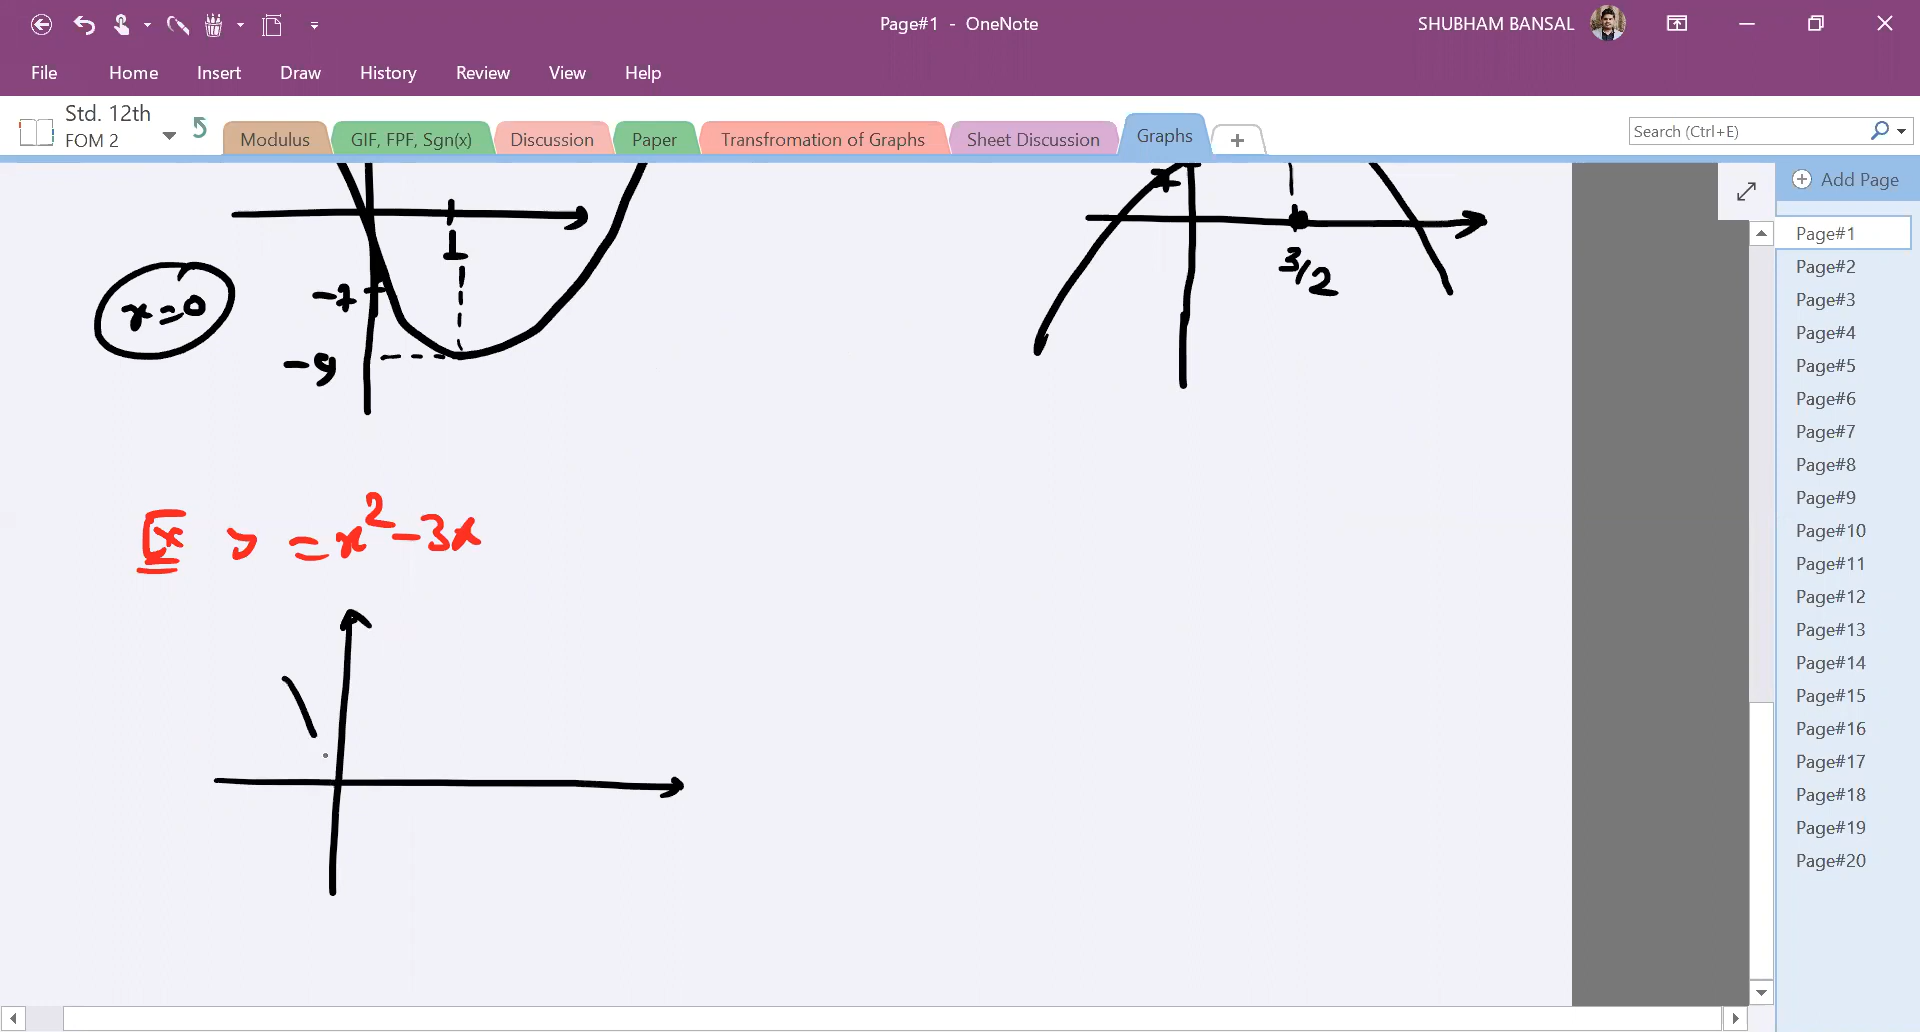 Page#1 - OneNote
SHUBHAM BANSAL
File Home Insert Draw History Review View Help
Std. 12th
FOM 2
Modulus GIF, FPF, Sgn(x) Discussion Paper Transfromation of Graphs Sheet Discussion Graphs
Search (Ctrl+E)
Add Page
Page#1
Page#2
Page#3
Page#4
Page#5
Page#6
Page#7
Page#8
Page#9
Page#10
Page#11
Page#12
Page#13
Page#14
Page#15
Page#16
Page#17
Page#18
Page#19
Page#20
1
-7
x=0
-9
3/2
Ex y = x² - 3x